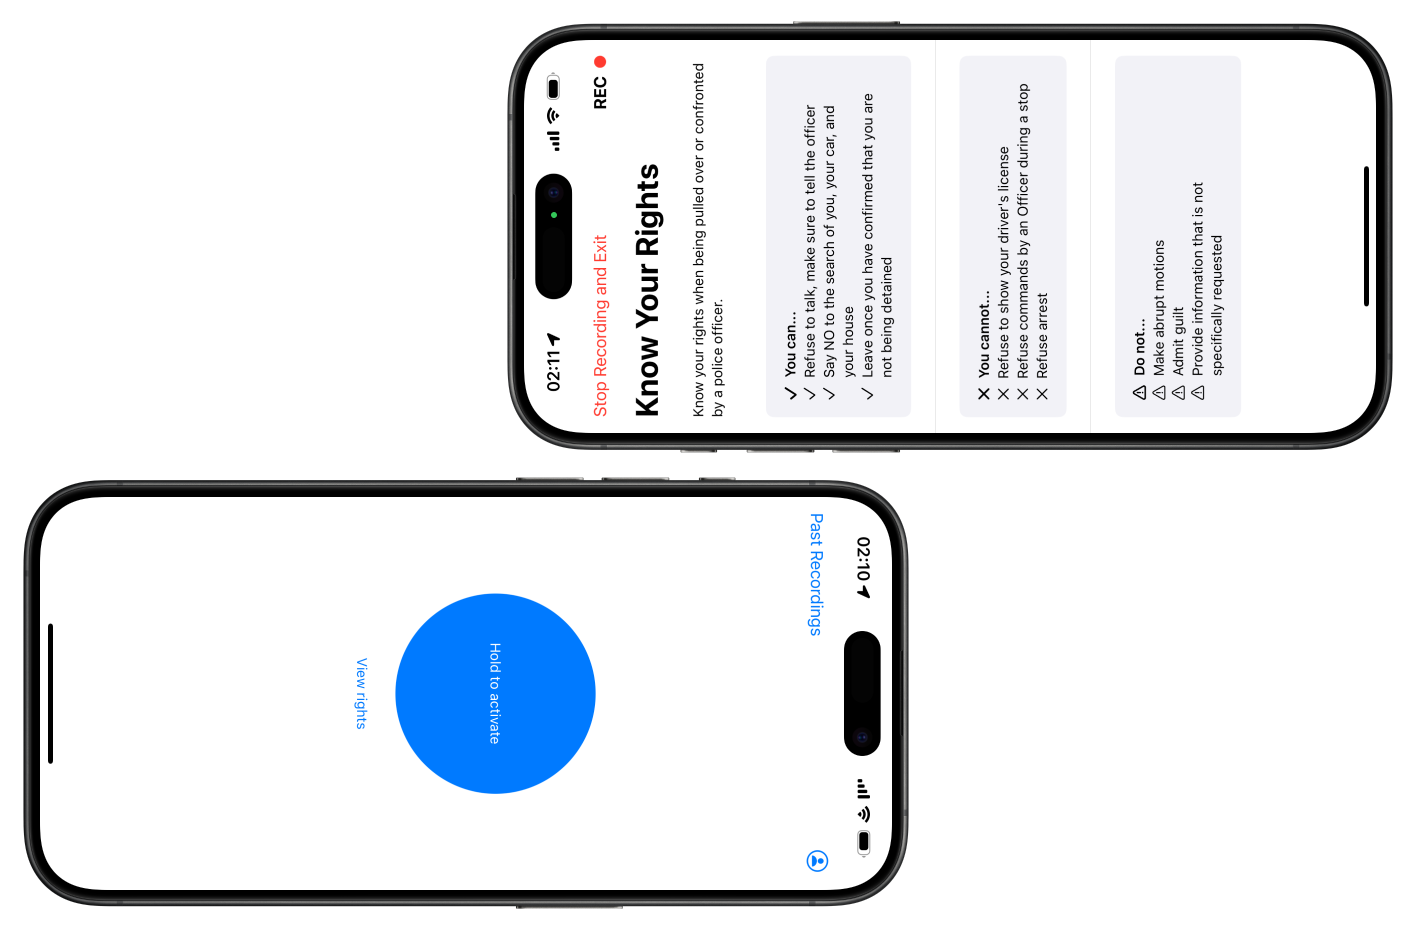 02:11
Stop Recording and Exit
REC
Know Your Rights
Know your rights when being pulled over or confronted
by a police officer.
You can...
Refuse to talk, make sure to tell the officer
Say NO to the search of you, your car, and
your house
Leave once you have confirmed that you are
not being detained
You cannot...
Refuse to show your driver's license
Refuse commands by an Officer during a stop
Refuse arrest
Do not...
Make abrupt motions
Admit guilt
Provide information that is not
specifically requested
02:10
Past Recordings
Hold to activate
View rights